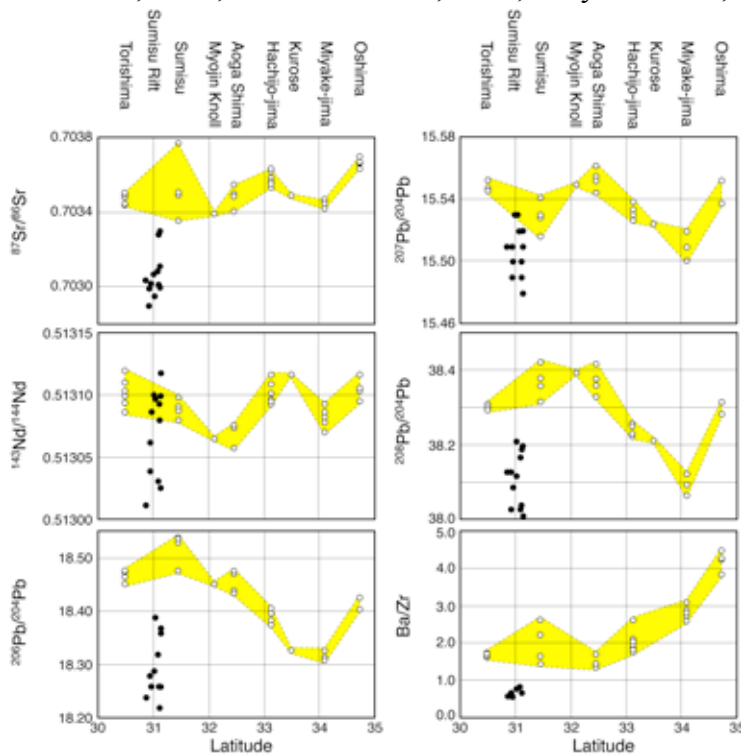 Torishima
Sumisu Rift
Sumisu
Myojin Knoll
Aoga Shima
Hachijo-jima
Kurose
Miyake-jima
Oshima
Torishima
Sumisu Rift
Sumisu
Myojin Knoll
Aoga Shima
Hachijo-jima
Kurose
Miyake-jima
Oshima
87Sr/86Sr
0.7038
0.7034
0.7030
207Pb/204Pb
15.58
15.54
15.50
15.46
143Nd/144Nd
0.51315
0.51310
0.51305
0.51300
208Pb/204Pb
38.4
38.2
38.0
206Pb/204Pb
18.50
18.40
18.30
18.20
30 31 32 33 34 35
Latitude
Ba/Zr
5.0
4.0
3.0
2.0
1.0
0.0
30 31 32 33 34 35
Latitude